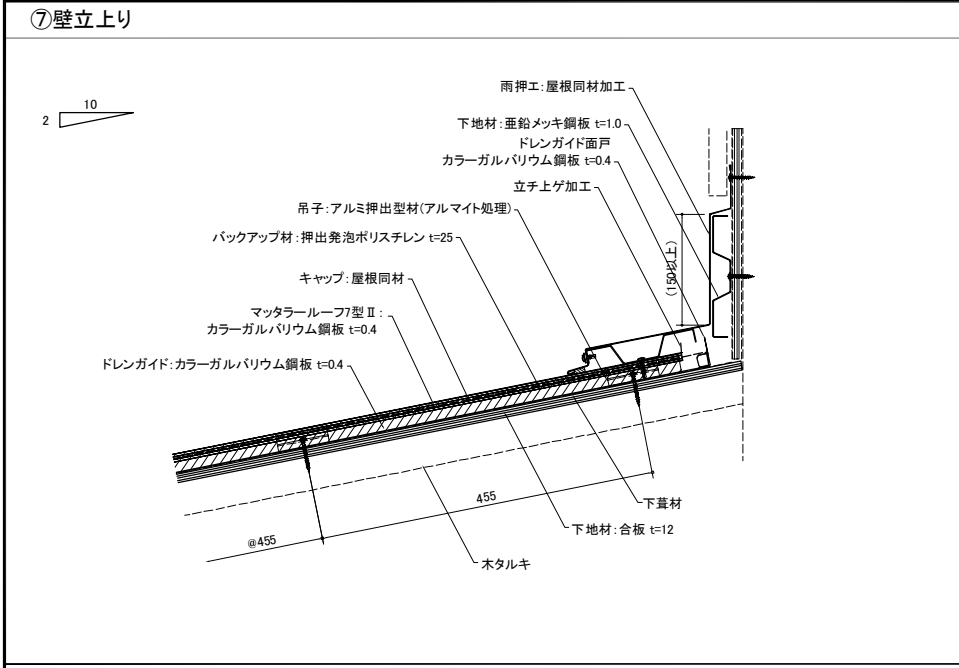 ⑦壁立上り
10
2
雨押エ:屋根同材加工
下地材:亜鉛メッキ鋼板 t=1.0
ドレンガイド面戸
カラーガルバリウム鋼板 t=0.4
立チ上ゲ加工
吊子:アルミ押出型材(アルマイト処理)
バックアップ材:押出発泡ポリスチレン t=25
キャップ:屋根同材
マッタラールーフ7型Ⅱ:
カラーガルバリウム鋼板 t=0.4
ドレンガイド:カラーガルバリウム鋼板 t=0.4
(150以上)
455
@455
下葺材
下地材:合板 t=12
木タルキ